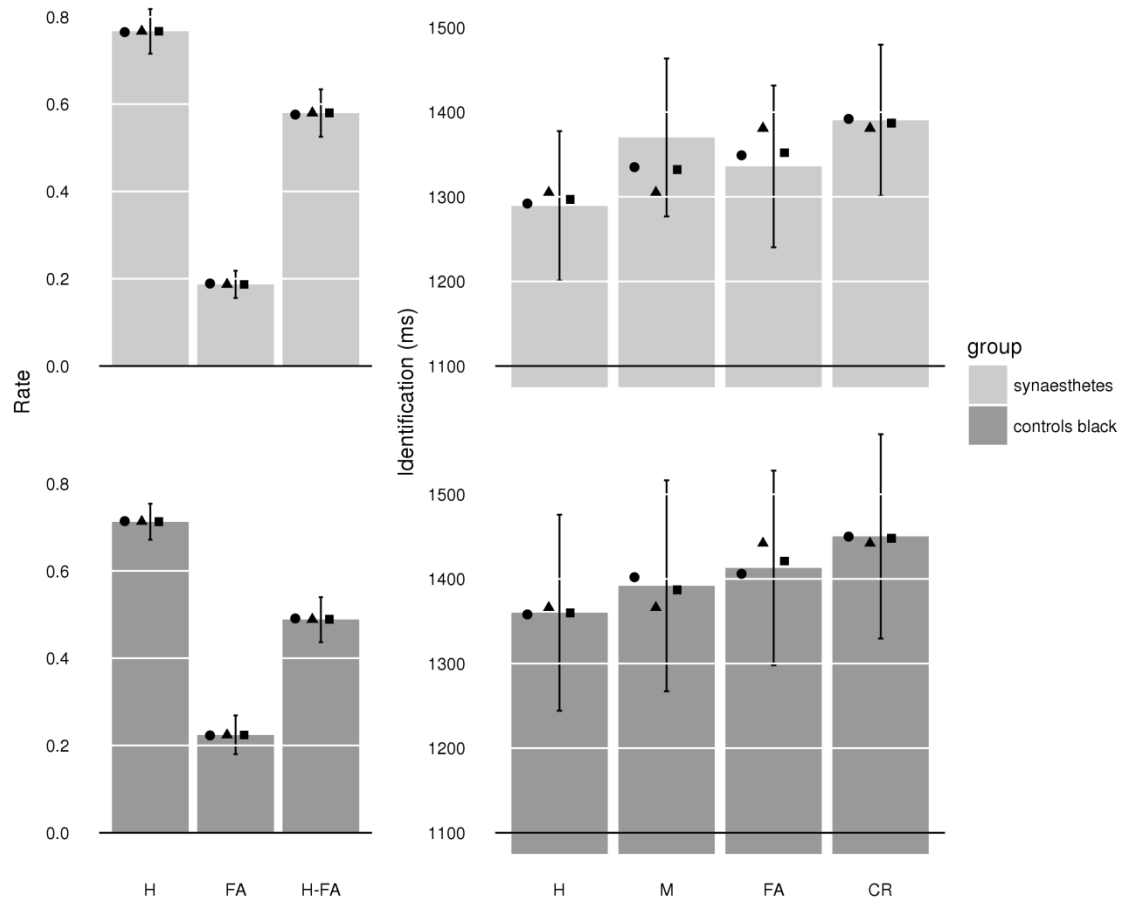 0.8
0.6
0.4
0.2
0.0
Rate
0.8
0.6
0.4
0.2
0.0
H FA H-FA
1500
1400
1300
1200
1100
Identification (ms)
1500
1400
1300
1200
1100
H M FA CR
group
synaesthetes
controls black